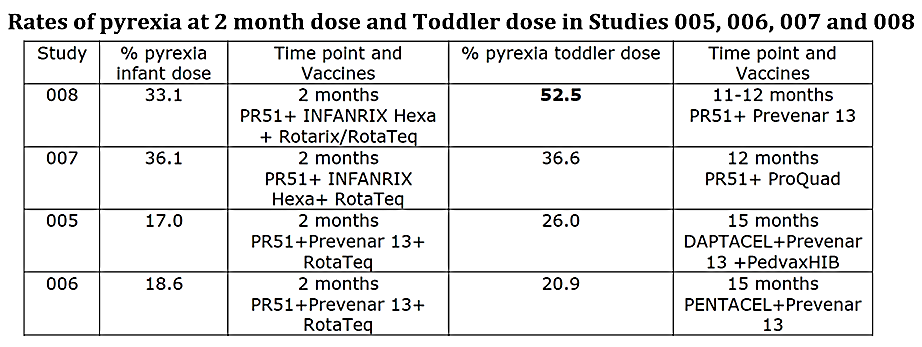 Rates of pyrexia at 2 month dose and Toddler dose in Studies 005, 006, 007 and 008
Study
% pyrexia
infant dose
Time point and
Vaccines
% pyrexia toddler dose
Time point and
Vaccines
008
33.1
2 months
PR51+ INFANRIX Hexa
+ Rotarix/RotaTeq
52.5
11-12 months
PR51+ Prevenar 13
007
36.1
2 months
PR51+ INFANRIX
Hexa+ RotaTeq
36.6
12 months
PR51+ ProQuad
005
17.0
2 months
PR51+Prevenar 13+
RotaTeq
26.0
15 months
DAPTACEL+Prevenar
13 +PedvaxHIB
006
18.6
2 months
PR51+Prevenar 13+
RotaTeq
20.9
15 months
PENTACEL+Prevenar
13